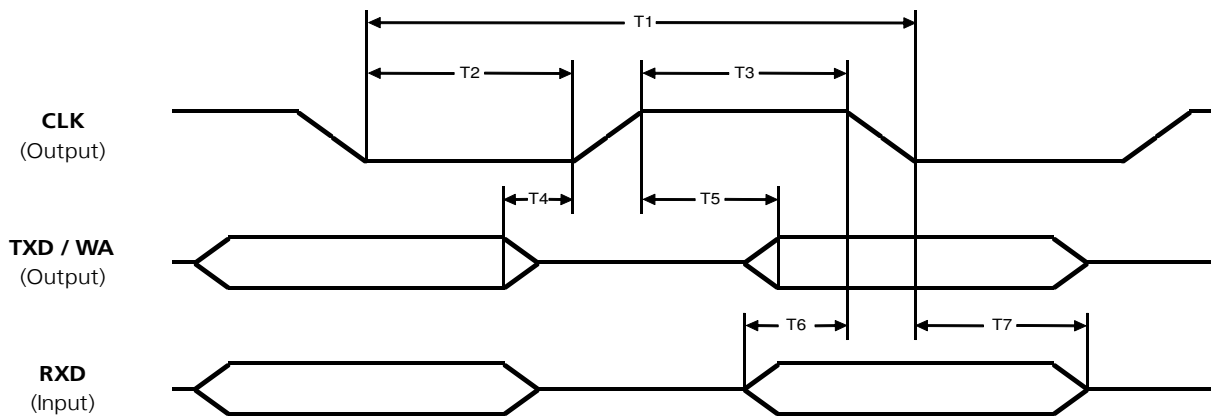 T1
T2
T3
CLK
(Output)
T4
T5
TXD / WA
(Output)
T6
T7
RXD
(Input)